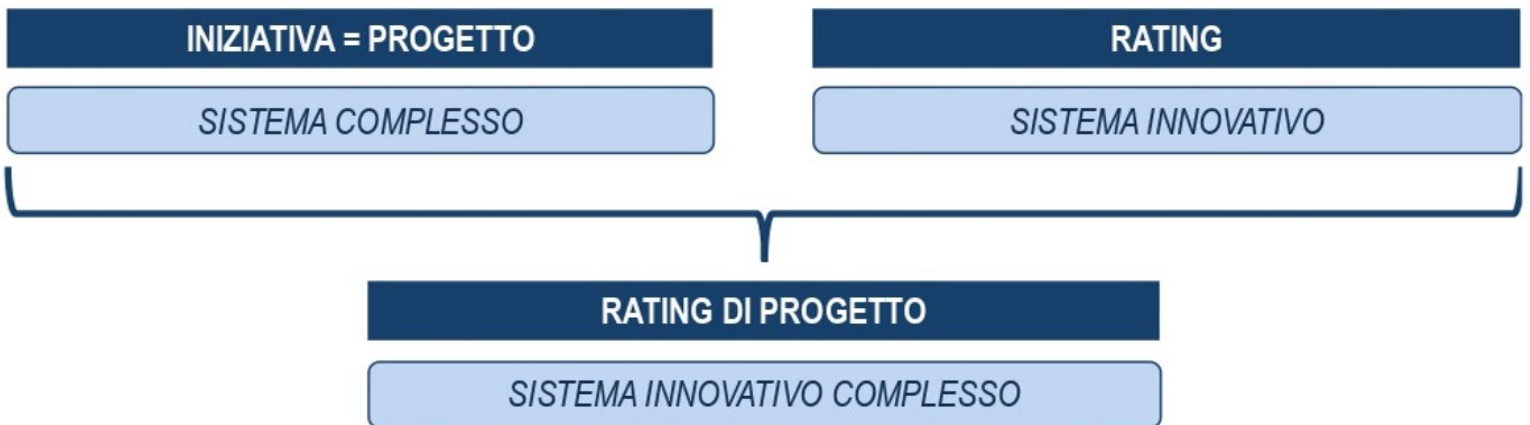 INIZIATIVA = PROGETTO
SISTEMA COMPLESSO
RATING
SISTEMA INNOVATIVO
RATING DI PROGETTO
SISTEMA INNOVATIVO COMPLESSO